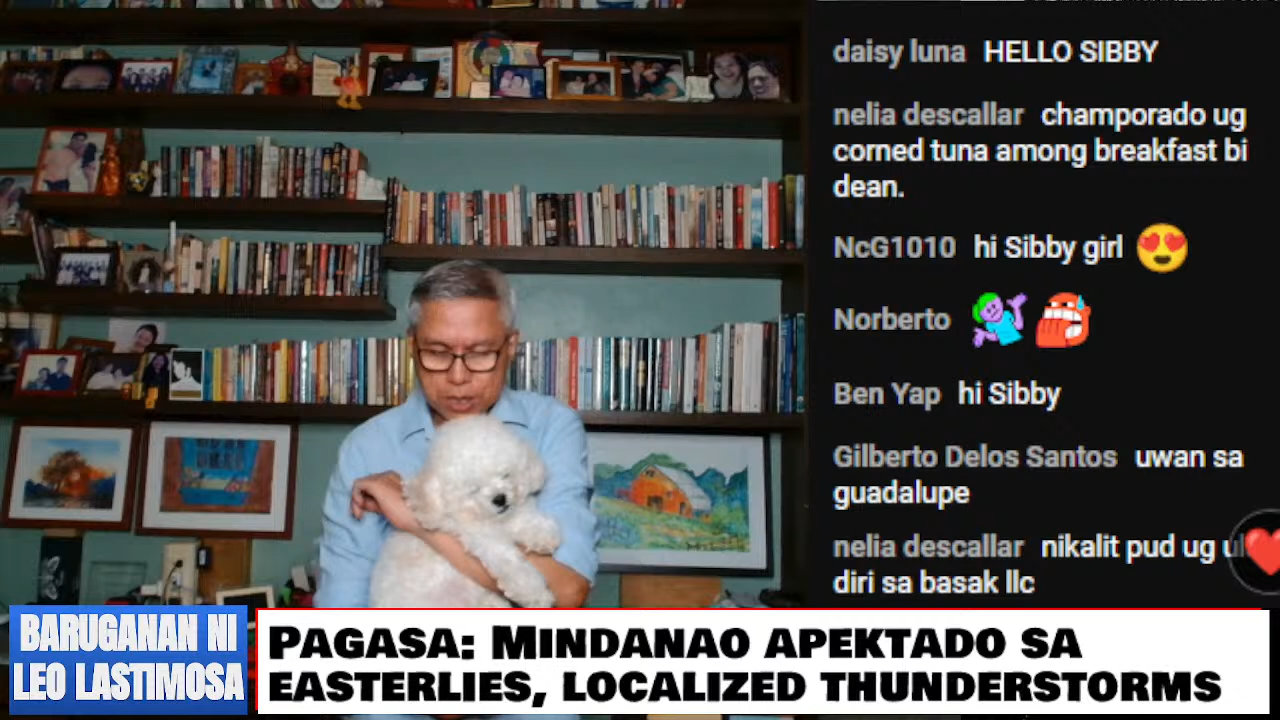 daisy luna HELLO SIBBY
nelia descallar champorado ug
corned tuna among breakfast bi
dean.
NcG1010 hi Sibby girl 😍
Norberto
Ben Yap hi Sibby
Gilberto Delos Santos uwan sa
guadalupe
nelia descallar nikalit pud ug
diri sa basak llc
BARUGANAN NI
LEO LASTIMOSA
PAGASA: MINDANAO APEKTADO SA
EASTERLIES, LOCALIZED THUNDERSTORMS